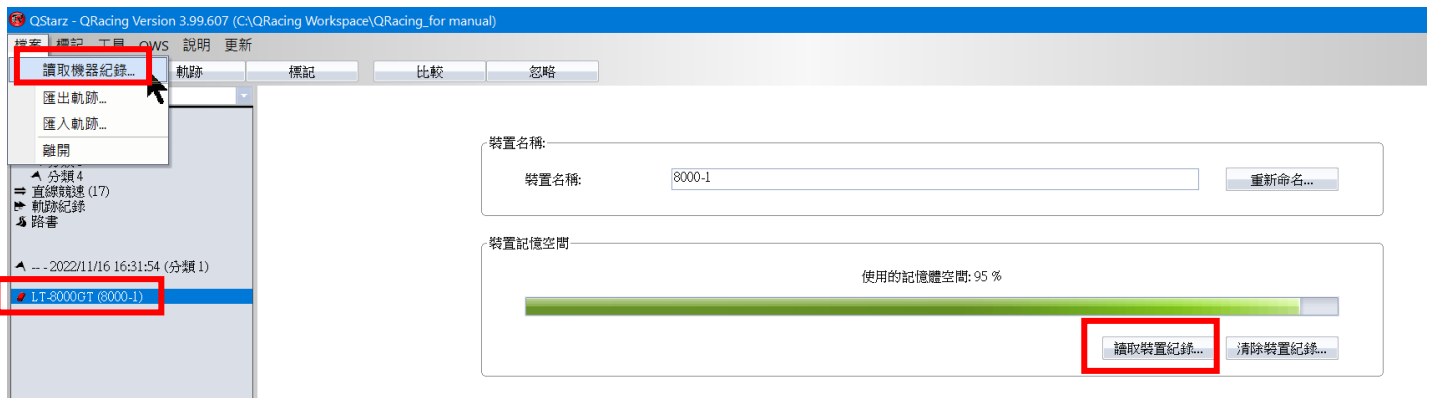 QStarz - QRacing Version 3.99.607 (C:\QRacing Workspace\QRacing_for manual)
檔案 標記 工具 QWS 說明 更新
讀取機器紀錄... 軌跡 標記 比較 忽略
匯出軌跡...
匯入軌跡...
離開
分類 4
直線競速 (17)
軌跡紀錄
路書
-- - 2022/11/16 16:31:54 (分類 1)
LT-8000GT (8000-1)
裝置名稱:
裝置名稱: 8000-1 重新命名...
裝置記憶空間
使用的記憶體空間: 95 %
讀取裝置紀錄... 清除裝置紀錄...